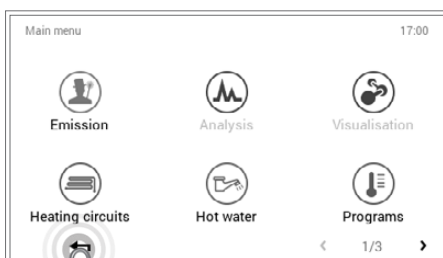 Main menu 17:00
Emission Analysis Visualisation
Heating circuits Hot water Programs
‹ 1/3 ›